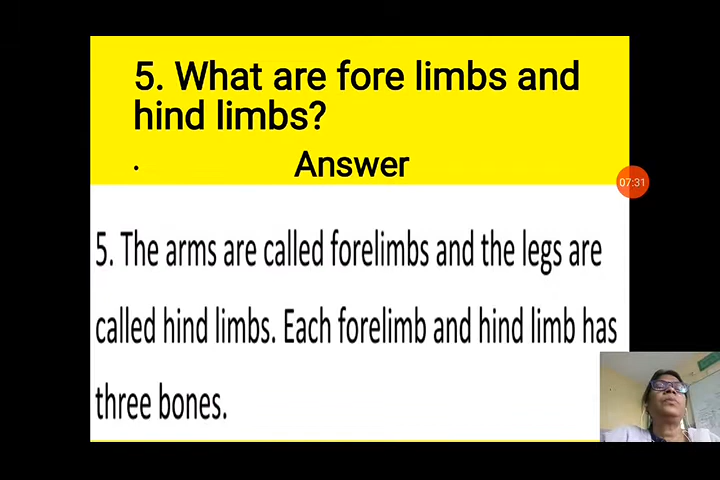 5. What are fore limbs and
hind limbs?
. Answer
07:31
5. The arms are called forelimbs and the legs are
called hind limbs. Each forelimb and hind limb has
three bones.